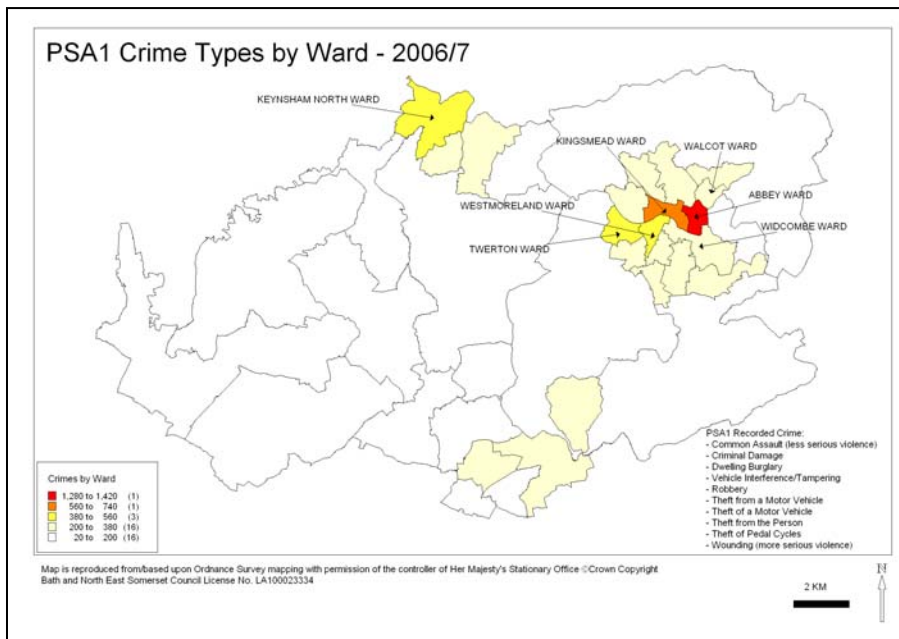 PSA1 Crime Types by Ward - 2006/7
KEYNSHAM NORTH WARD
KINGSMEAD WARD
WALCOT WARD
WESTMORELAND WARD
ABBEY WARD
WIDCOMBE WARD
TWERTON WARD
PSA1 Recorded Crime:
- Common Assault (less serious violence)
- Criminal Damage
- Dwelling Burglary
- Vehicle Interference/Tampering
- Robbery
- Theft from a Motor Vehicle
- Theft of a Motor Vehicle
- Theft from the Person
- Theft of Pedal Cycles
- Wounding (more serious violence)
Crimes by Ward
1,280 to 1,420 (1)
560 to 740 (1)
380 to 560 (3)
200 to 380 (16)
20 to 200 (16)
Map is reproduced from/based upon Ordnance Survey mapping with permission of the controller of Her Majesty's Stationary Office ©Crown Copyright
Bath and North East Somerset Council License No. LA100023334
2 KM
N